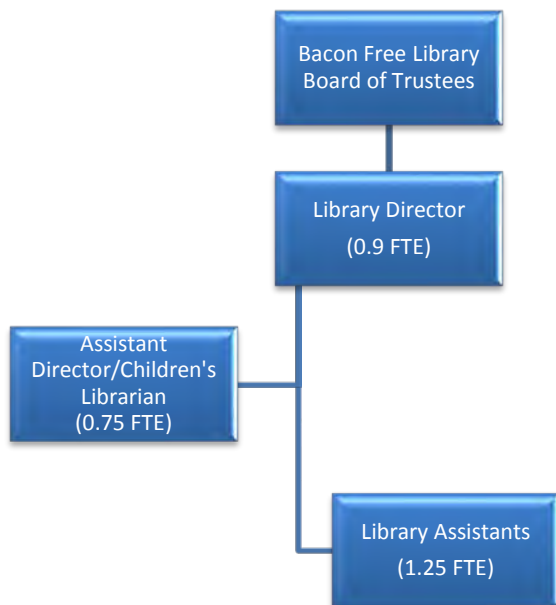 Bacon Free Library
Board of Trustees
Library Director
(0.9 FTE)
Assistant
Director/Children's
Librarian
(0.75 FTE)
Library Assistants
(1.25 FTE)